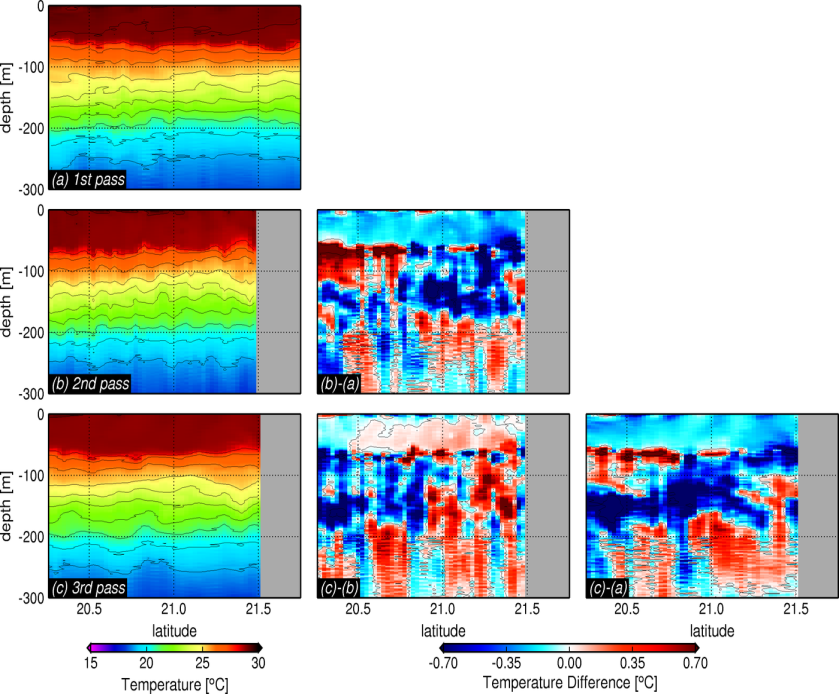 0
-100
-200
-300
depth [m]
(a) 1st pass
0
-100
-200
-300
depth [m]
(b) 2nd pass
(b)-(a)
0
-100
-200
-300
depth [m]
(c) 3rd pass
(c)-(b)
(c)-(a)
20.5 21.0 21.5 20.5 21.0 21.5 20.5 21.0 21.5
latitude latitude latitude
15 20 25 30 -0.70 -0.35 0.00 0.35 0.70
Temperature [°C] Temperature Difference [°C]